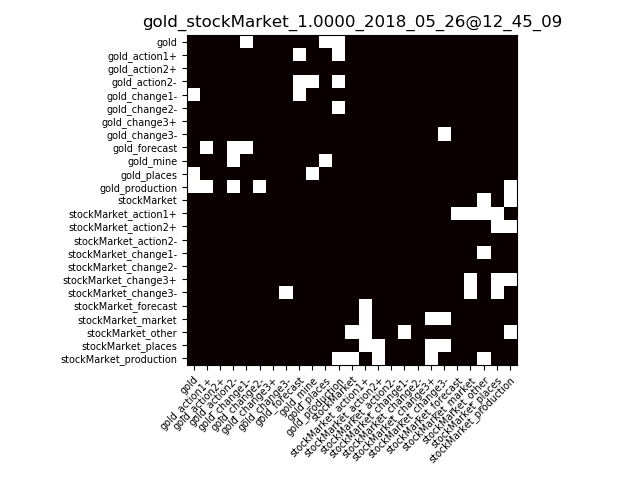 gold_stockMarket_1.0000_2018_05_26@12_45_09
gold
gold_action1+
gold_action2+
gold_action2-
gold_change1-
gold_change2-
gold_change3+
gold_change3-
gold_forecast
gold_mine
gold_places
gold_production
stockMarket
stockMarket_action1+
stockMarket_action2+
stockMarket_action2-
stockMarket_change1-
stockMarket_change2-
stockMarket_change3+
stockMarket_change3-
stockMarket_forecast
stockMarket_market
stockMarket_other
stockMarket_places
stockMarket_production
gold
gold_action1+
gold_action2+
gold_action2-
gold_change1-
gold_change2-
gold_change3+
gold_change3-
gold_forecast
gold_mine
gold_places
gold_production
stockMarket
stockMarket_action1+
stockMarket_action2+
stockMarket_action2-
stockMarket_change1-
stockMarket_change2-
stockMarket_change3+
stockMarket_change3-
stockMarket_forecast
stockMarket_market
stockMarket_other
stockMarket_places
stockMarket_production